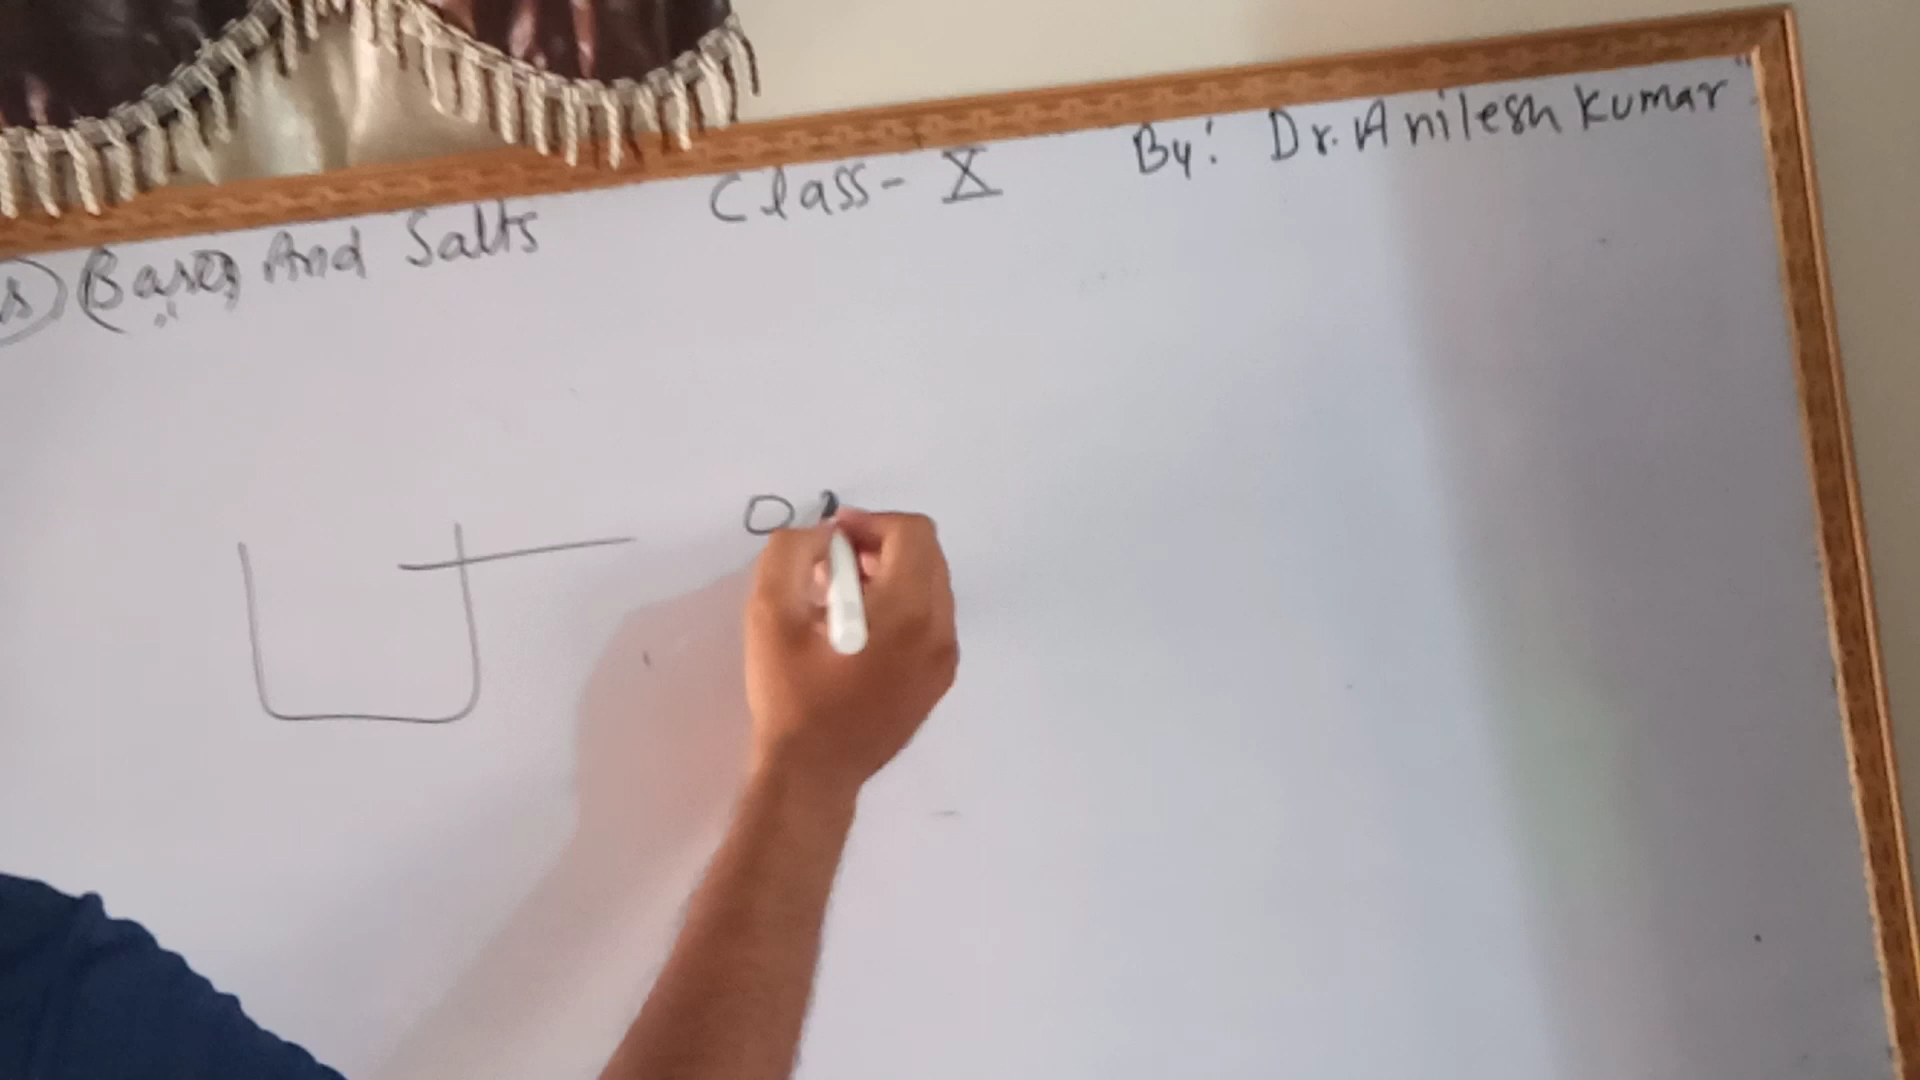 Bases And Salts Class- X By: Dr. Anilesh Kumar"
O